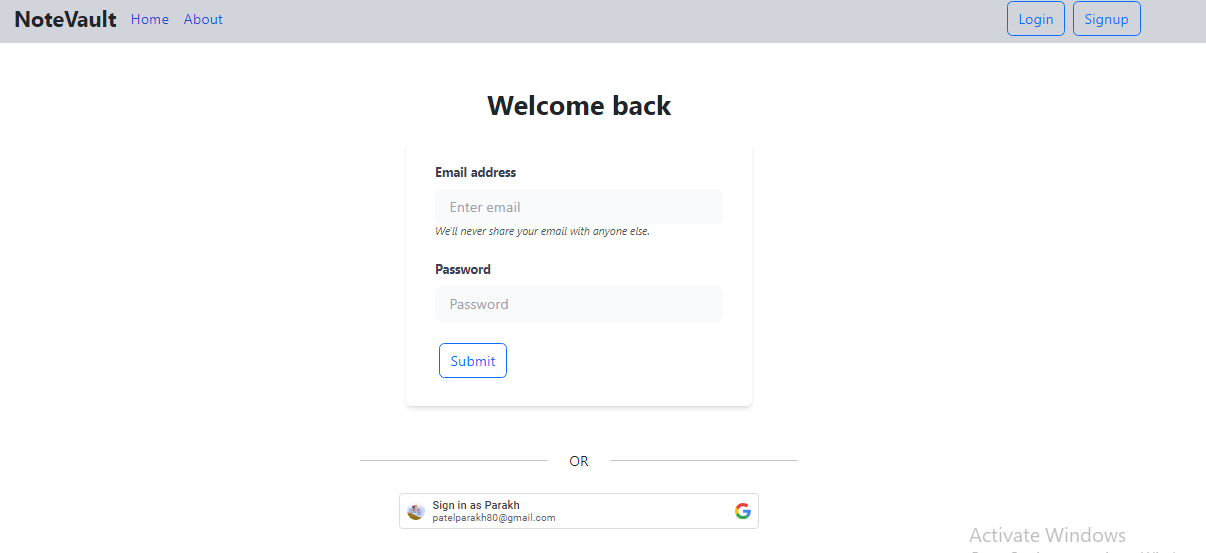 NoteVault Home About Login Signup
Welcome back
Email address
Enter email
We'll never share your email with anyone else.
Password
Password
Submit
OR
Sign in as Parakh
patelparakh80@gmail.com
Activate Windows